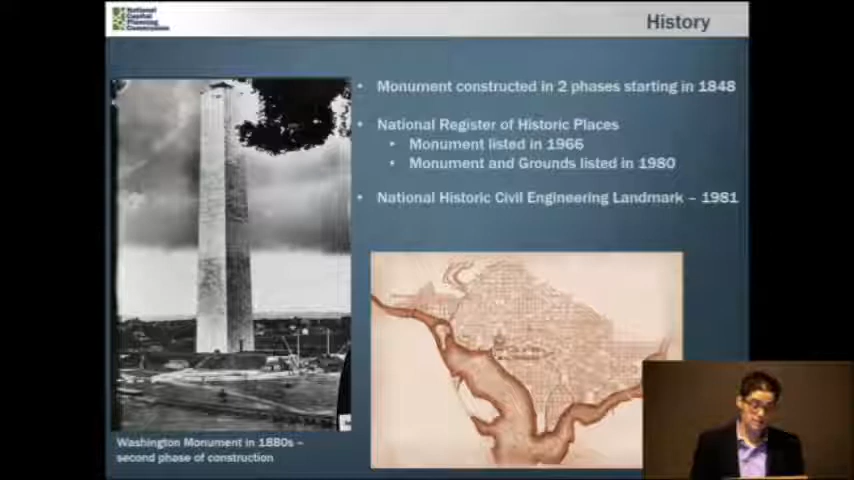 National
Capital
Planning
Commission
History
• Monument constructed in 2 phases starting in 1848
• National Register of Historic Places
• Monument listed in 1966
• Monument and Grounds listed in 1980
• National Historic Civil Engineering Landmark – 1981
Washington Monument in 1880s –
second phase of construction